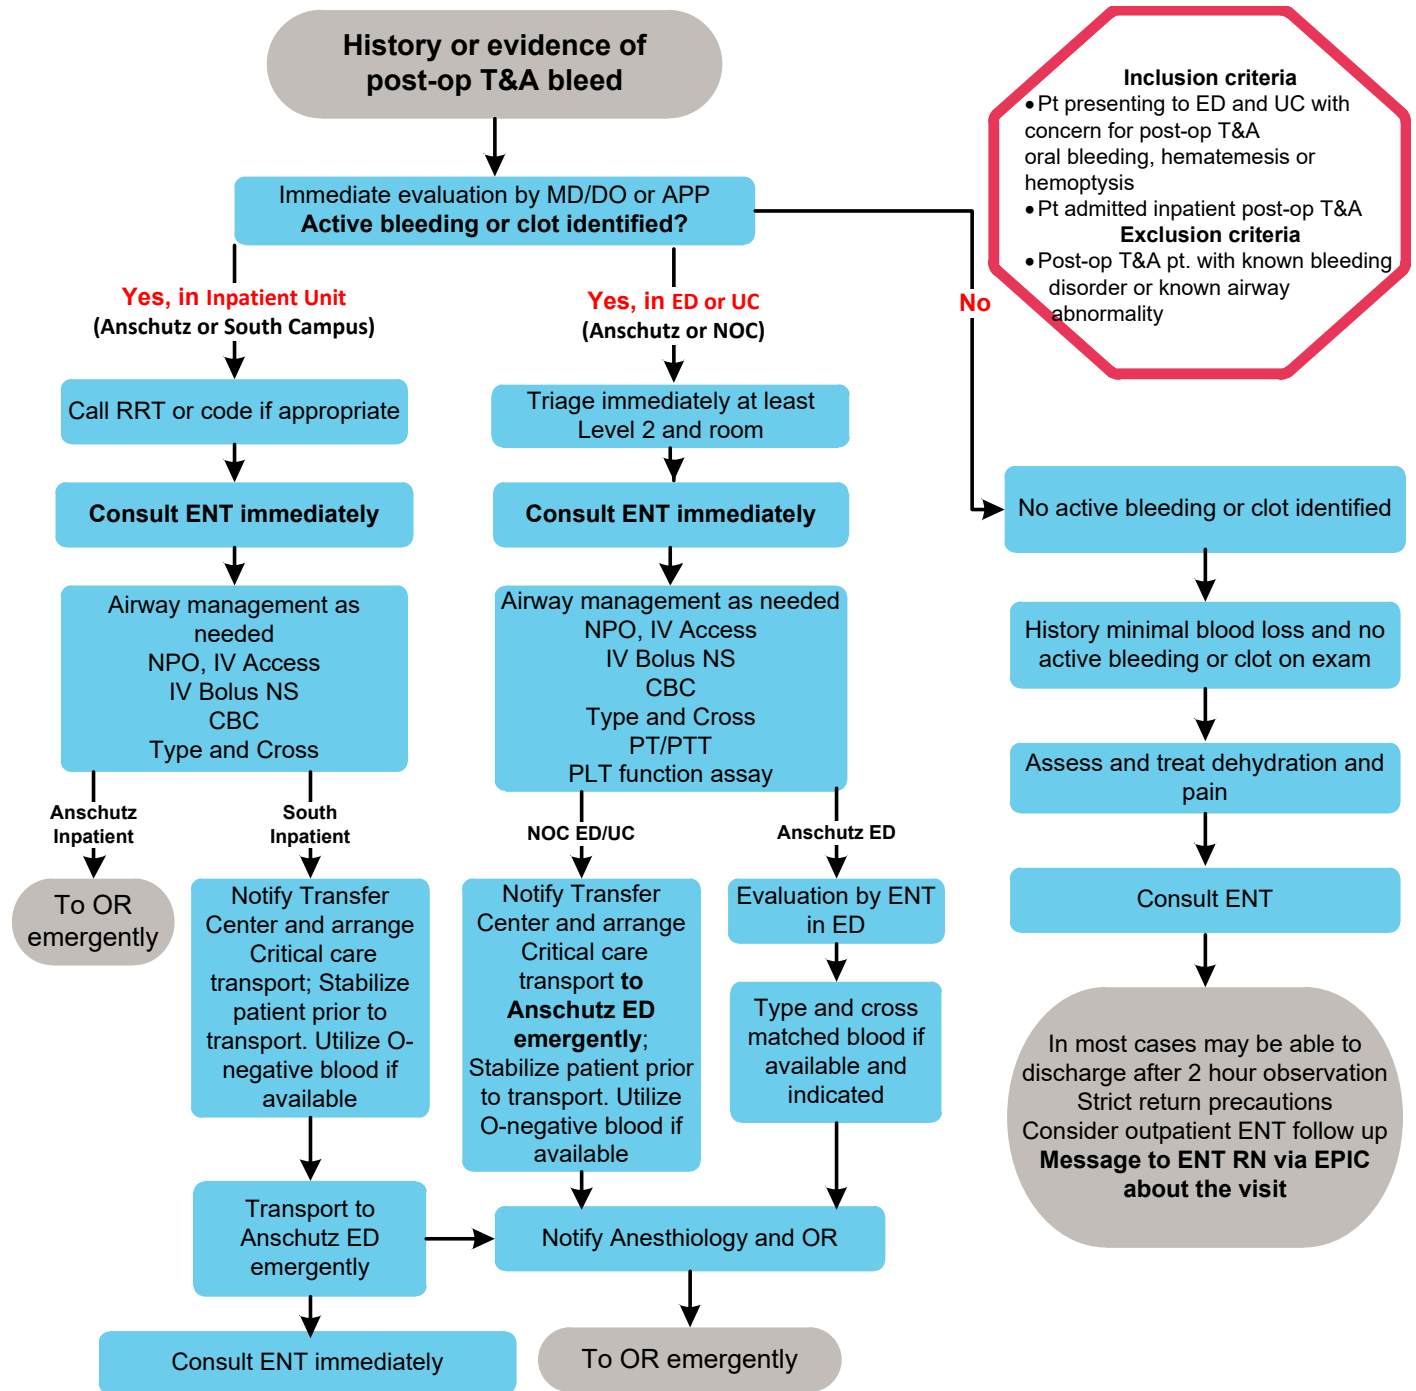 History or evidence of
post-op T&A bleed
Inclusion criteria
•Pt presenting to ED and UC with
concern for post-op T&A
oral bleeding, hematemesis or
hemoptysis
•Pt admitted inpatient post-op T&A
Exclusion criteria
•Post-op T&A pt. with known bleeding
disorder or known airway
abnormality
Immediate evaluation by MD/DO or APP
Active bleeding or clot identified?
Yes, in Inpatient Unit
(Anschutz or South Campus)
Yes, in ED or UC
(Anschutz or NOC)
No
Call RRT or code if appropriate
Consult ENT immediately
Airway management as
needed
NPO, IV Access
IV Bolus NS
CBC
Type and Cross
Anschutz
Inpatient
South
Inpatient
To OR
emergently
Notify Transfer
Center and arrange
Critical care
transport; Stabilize
patient prior to
transport. Utilize O-
negative blood if
available
Transport to
Anschutz ED
emergently
Consult ENT immediately
Triage immediately at least
Level 2 and room
Consult ENT immediately
Airway management as needed
NPO, IV Access
IV Bolus NS
CBC
Type and Cross
PT/PTT
PLT function assay
NOC ED/UC
Anschutz ED
Notify Transfer
Center and arrange
Critical care
transport to
Anschutz ED
emergently;
Stabilize patient prior
to transport. Utilize
O-negative blood if
available
Evaluation by ENT
in ED
Type and cross
matched blood if
available and
indicated
Notify Anesthiology and OR
To OR emergently
No active bleeding or clot identified
History minimal blood loss and no
active bleeding or clot on exam
Assess and treat dehydration and
pain
Consult ENT
In most cases may be able to
discharge after 2 hour observation
Strict return precautions
Consider outpatient ENT follow up
Message to ENT RN via EPIC
about the visit